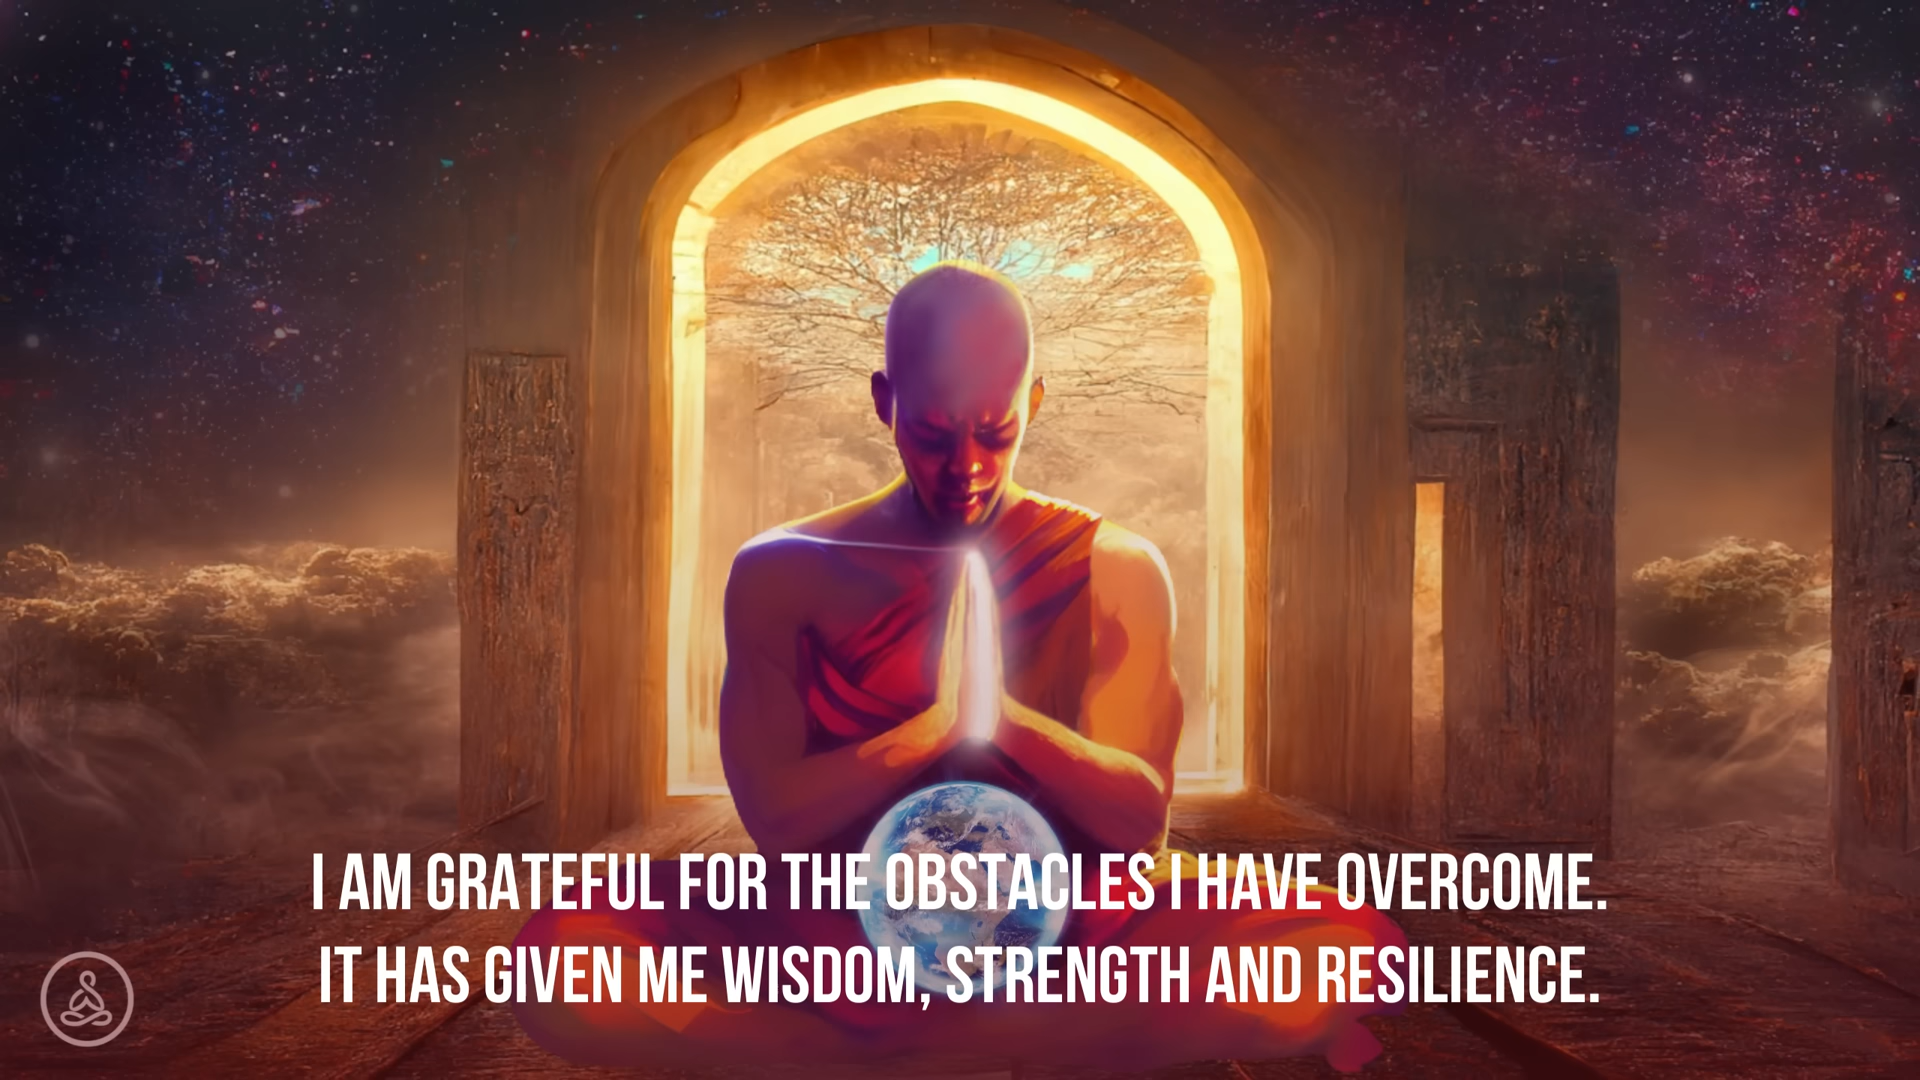 I AM GRATEFUL FOR THE OBSTACLES I HAVE OVERCOME.
IT HAS GIVEN ME WISDOM, STRENGTH AND RESILIENCE.